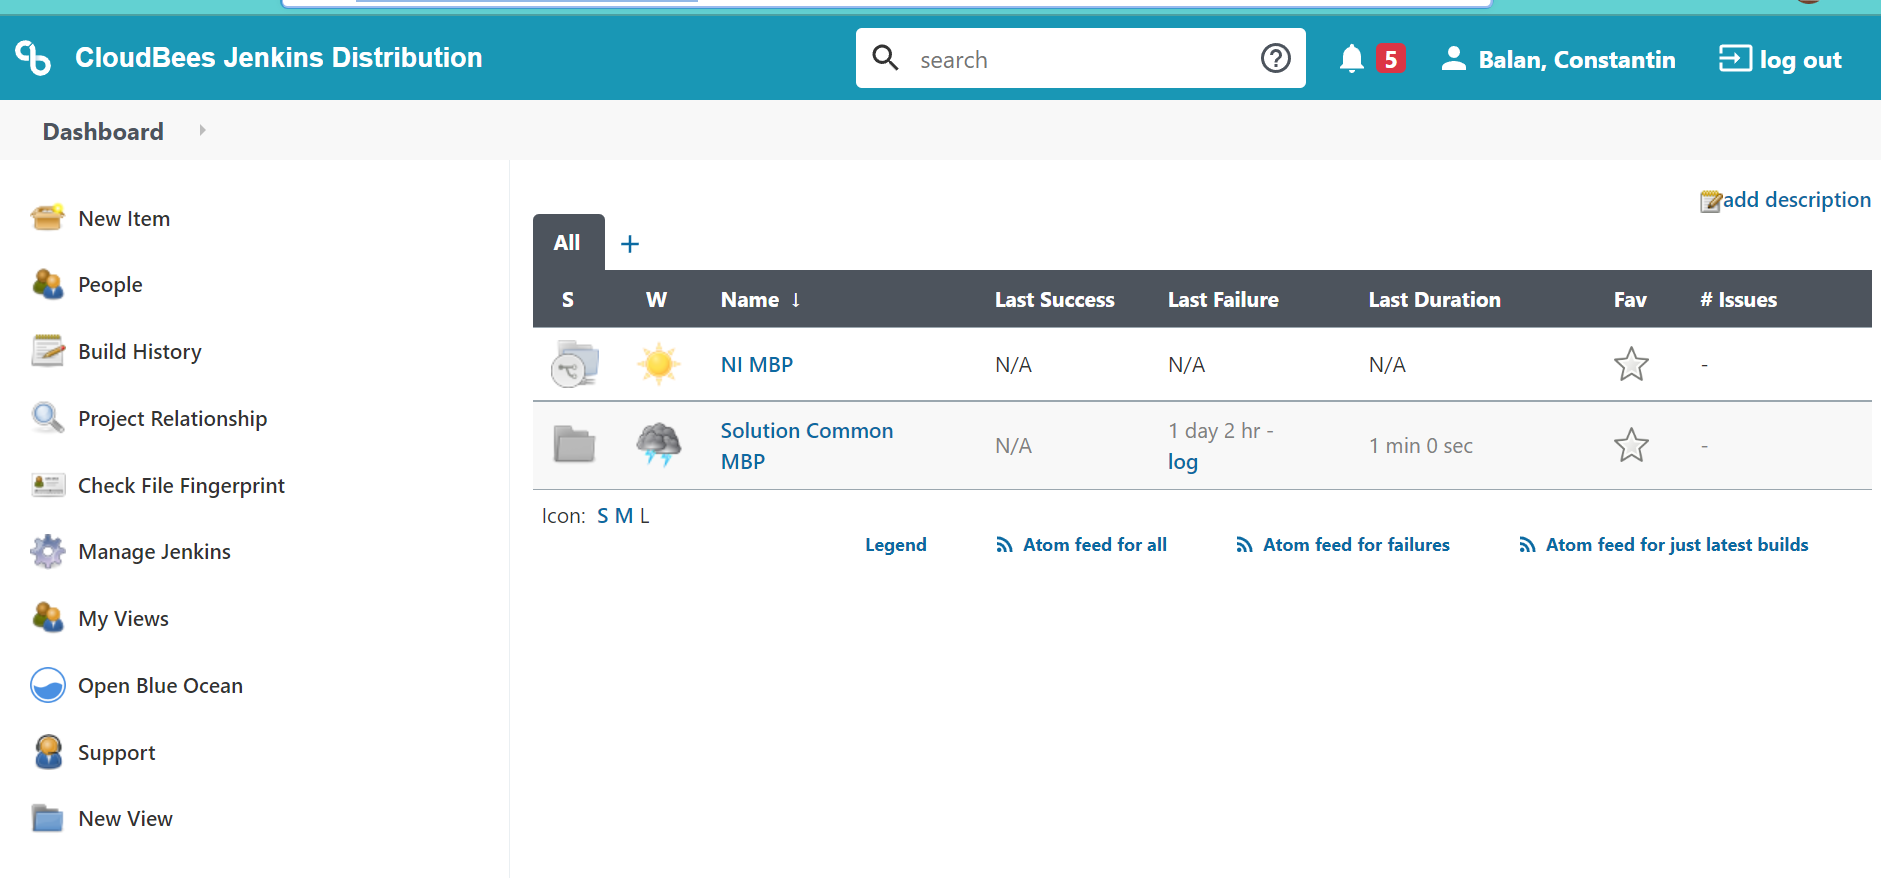 CloudBees Jenkins Distribution
search
5
Balan, Constantin
log out
Dashboard
New Item
People
Build History
Project Relationship
Check File Fingerprint
Manage Jenkins
My Views
Open Blue Ocean
Support
New View
add description
All +
S W Name ↓ Last Success Last Failure Last Duration Fav # Issues
NI MBP N/A N/A N/A -
Solution Common
MBP
N/A
1 day 2 hr -
log
1 min 0 sec
-
Icon: S M L
Legend Atom feed for all Atom feed for failures Atom feed for just latest builds